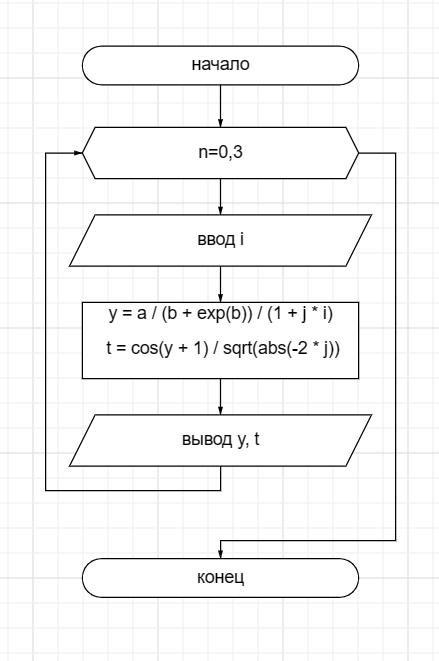 начало
n=0,3
ввод i
y = a / (b + exp(b)) / (1 + j * i)
t = cos(y + 1) / sqrt(abs(-2 * j))
вывод y, t
конец